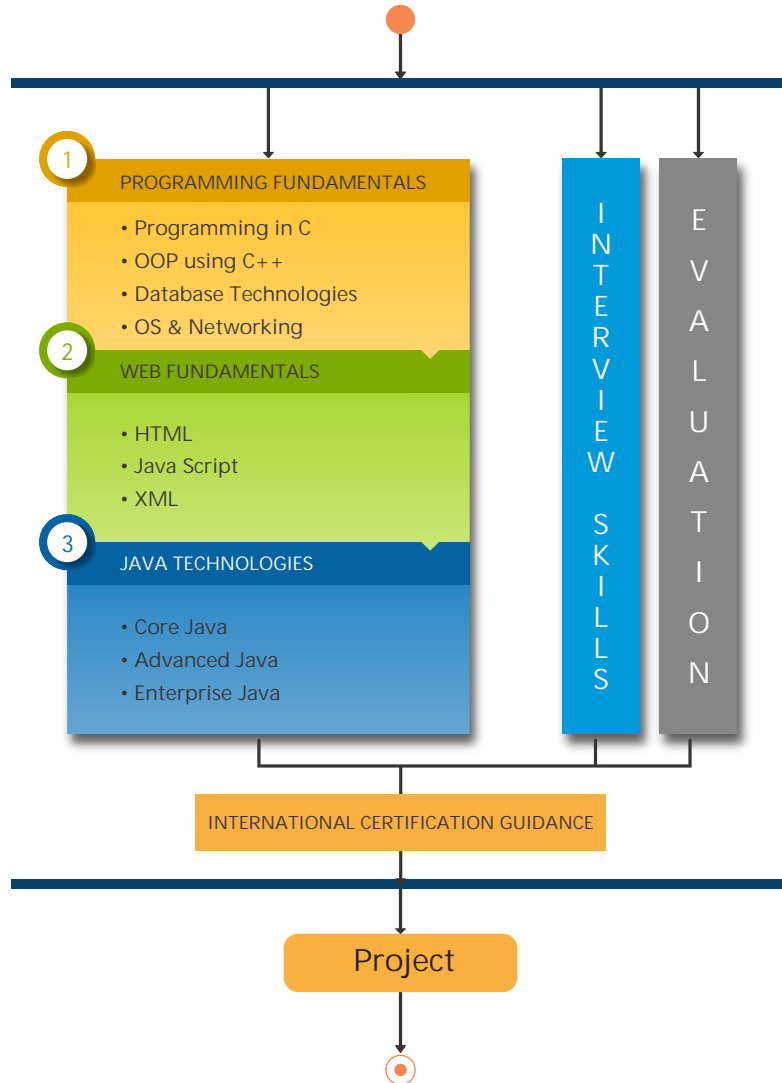 1
PROGRAMMING FUNDAMENTALS
• Programming in C
• OOP using C++
• Database Technologies
• OS & Networking
2
WEB FUNDAMENTALS
• HTML
• Java Script
• XML
3
JAVA TECHNOLOGIES
• Core Java
• Advanced Java
• Enterprise Java
INTERVIEW SKILLS
EVALUATION
INTERNATIONAL CERTIFICATION GUIDANCE
Project